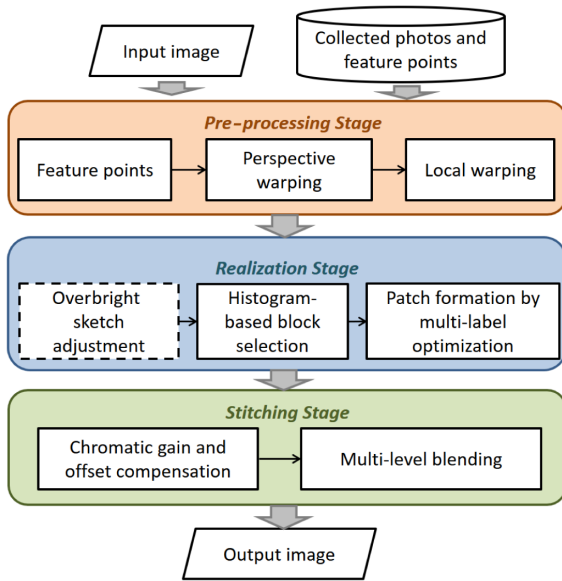 Input image
Collected photos and
feature points
Pre-processing Stage
Feature points
Perspective
warping
Local warping
Realization Stage
Overbright
sketch
adjustment
Histogram-
based block
selection
Patch formation by
multi-label
optimization
Stitching Stage
Chromatic gain and
offset compensation
Multi-level blending
Output image